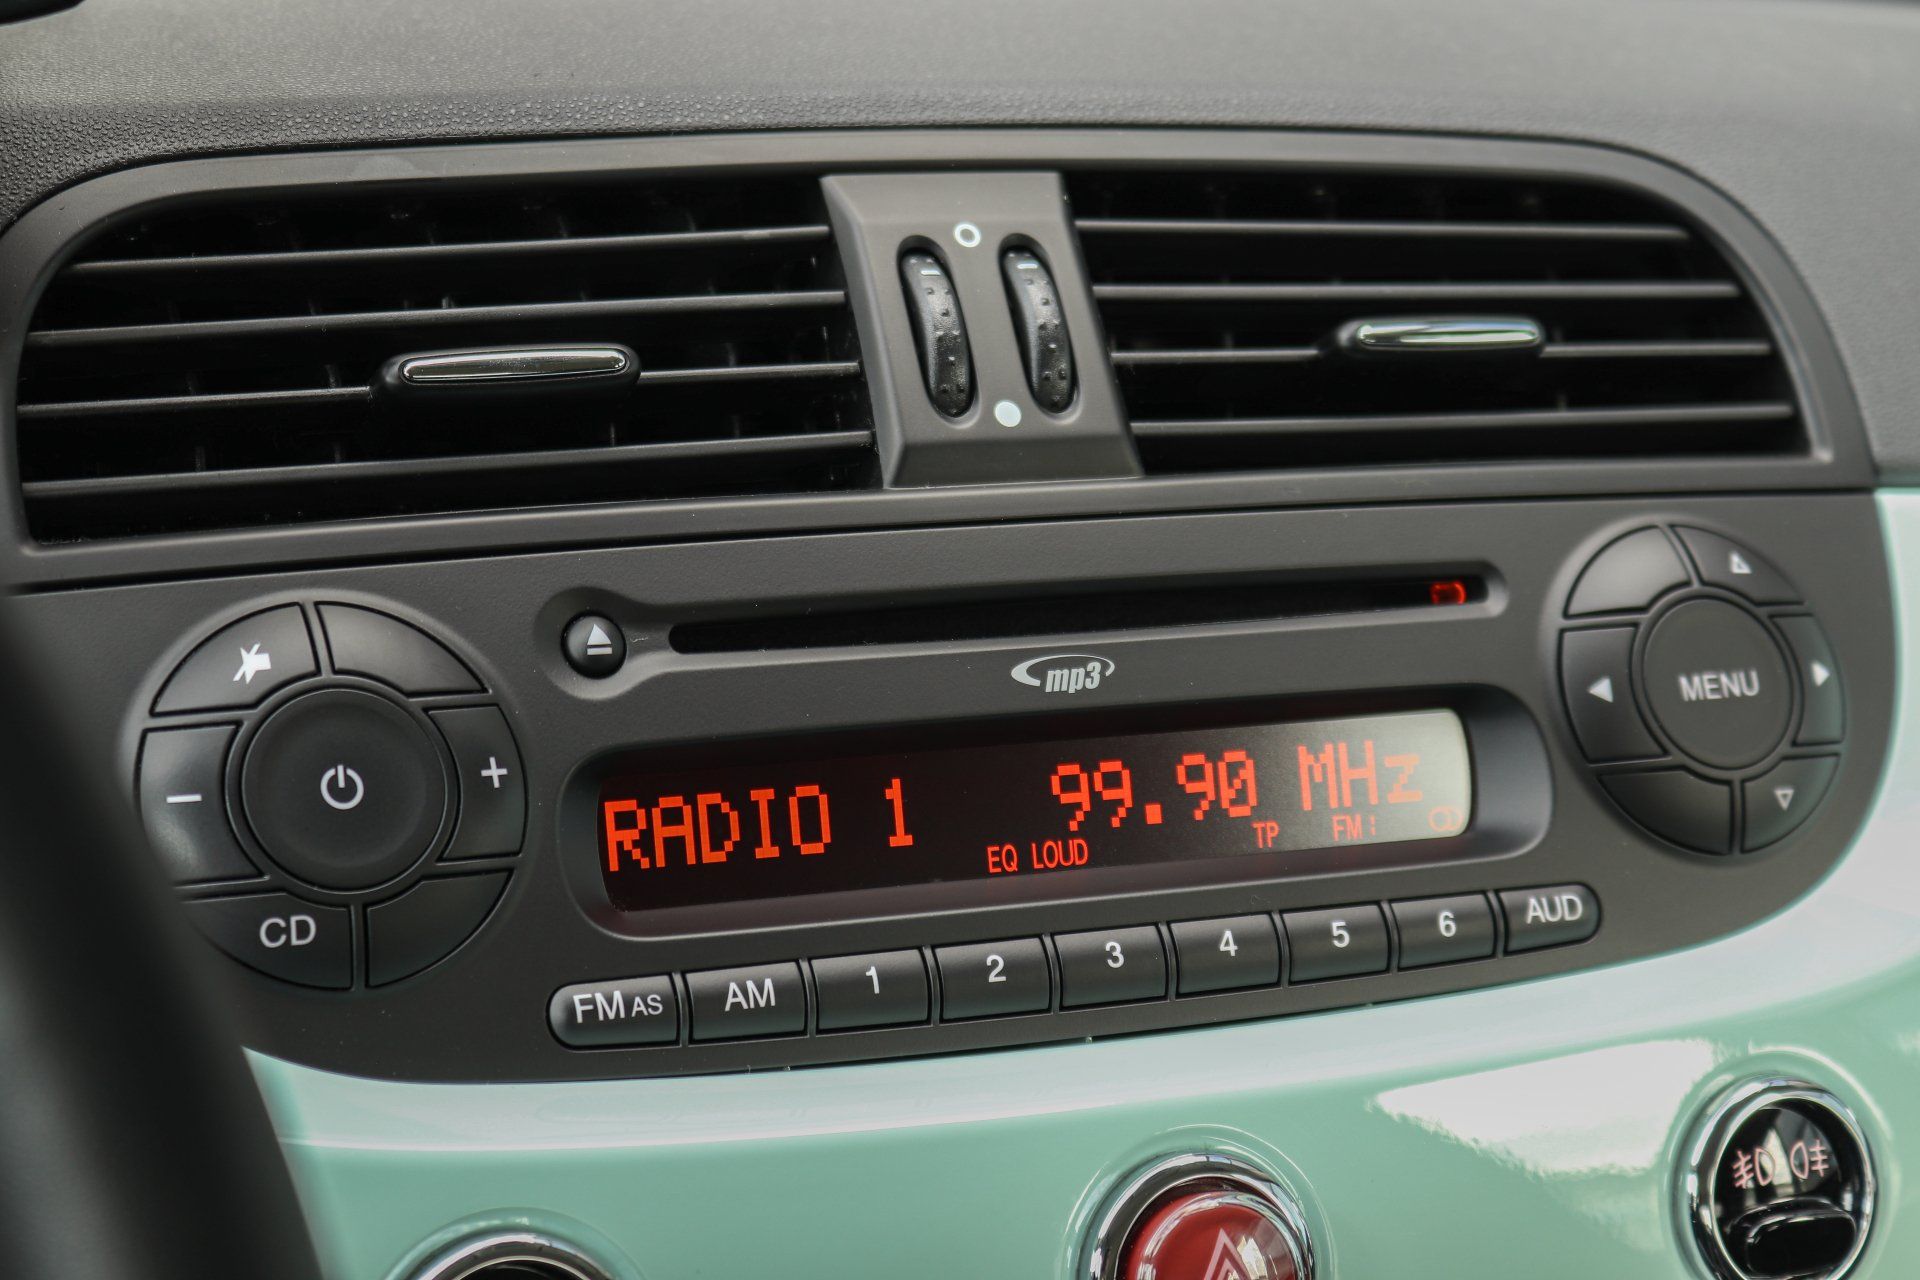 mp3
MENU
RADIO 1 99.90 MHz
EQ LOUD TP FM:
CD
FM AS AM 1 2 3 4 5 6 AUD